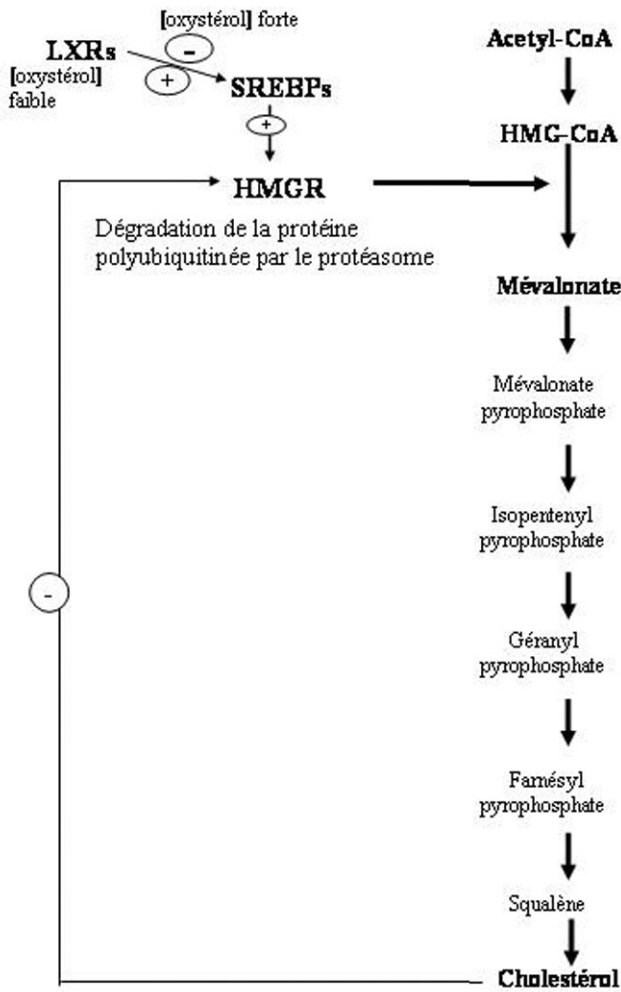 [oxystérol] forte
LXRs
-
[oxystérol]
faible
+
SREBPs
+
HMGR
Dégradation de la protéine
polyubiquitinée par le protéasome
-
Acetyl-CoA
HMG-CoA
Mévalonate
Mévalonate
pyrophosphate
Isopentenyl
pyrophosphate
Géranyl
pyrophosphate
Farnésyl
pyrophosphate
Squalène
Cholestérol